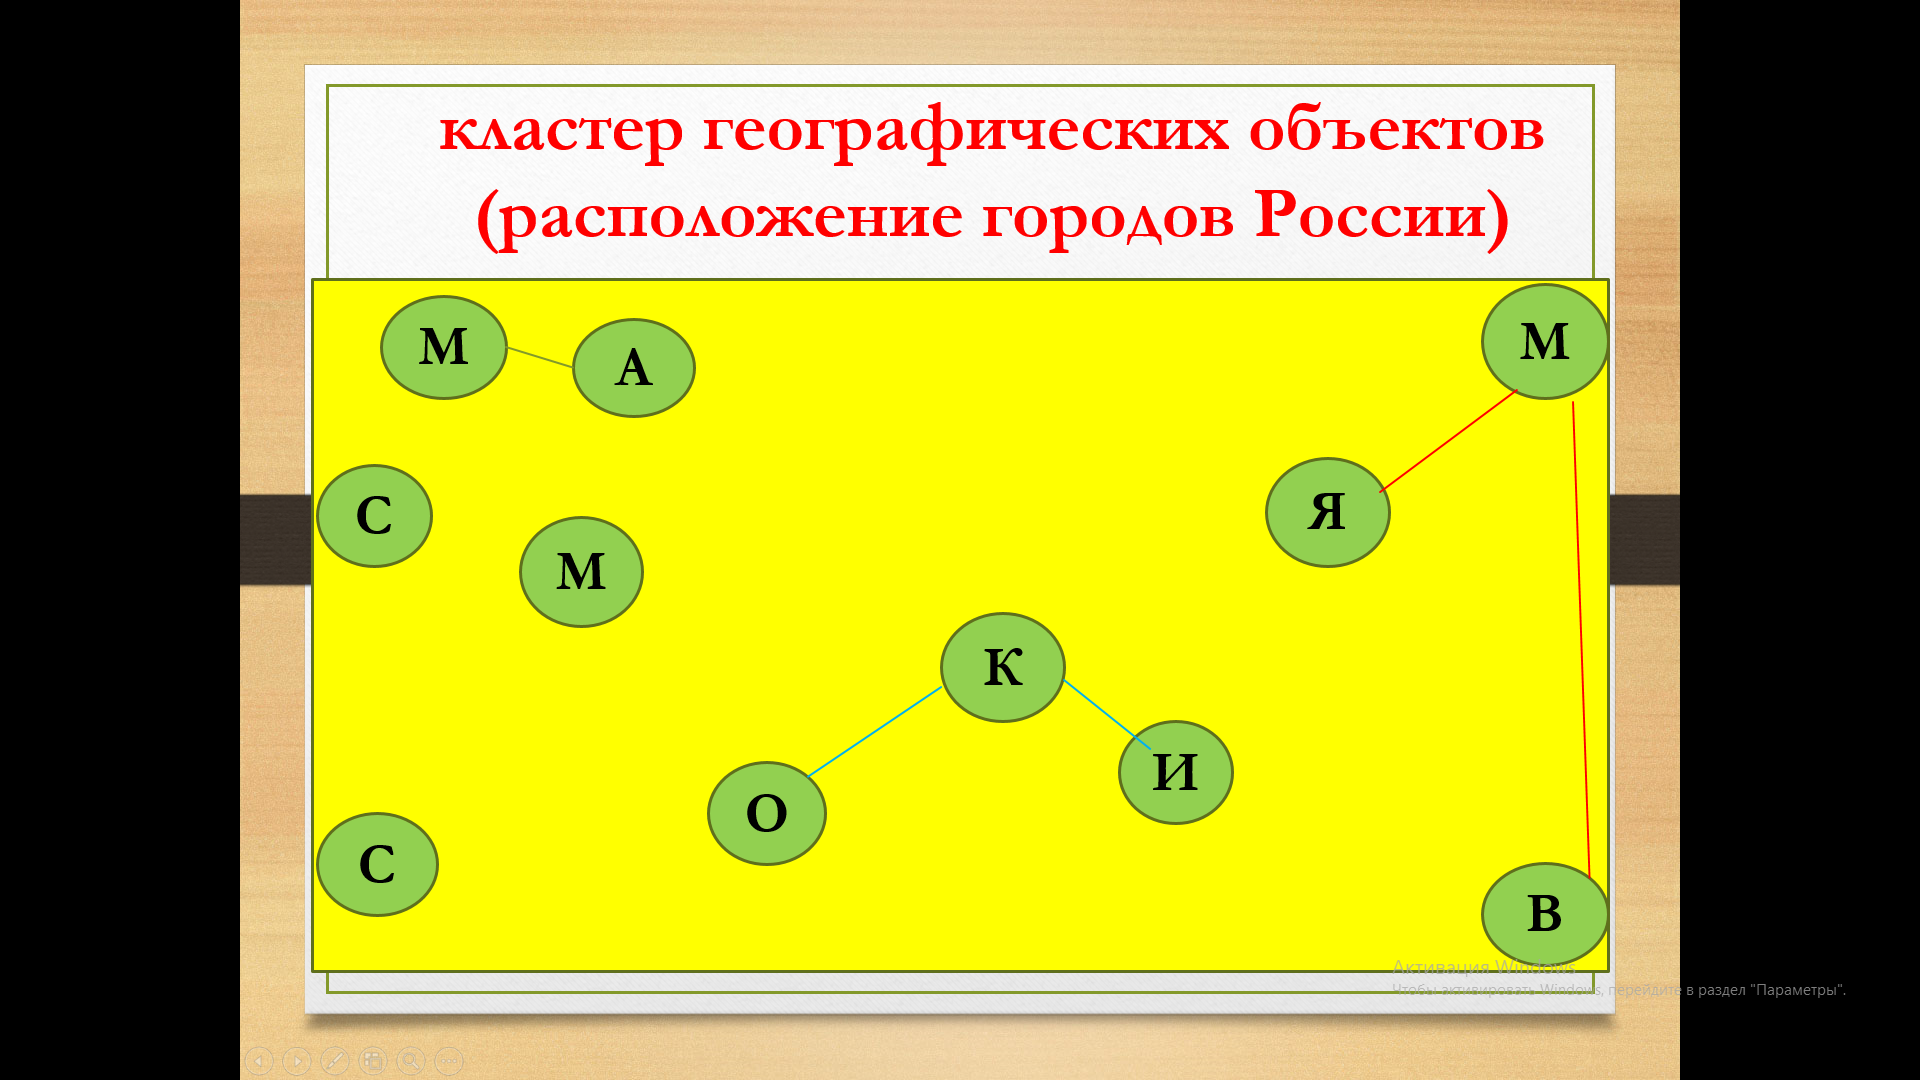 кластер географических объектов
(расположение городов России)
М
А
М
С
М
Я
К
И
О
С
В
Активация Windows
Чтобы активировать Windows, перейдите в раздел "Параметры".